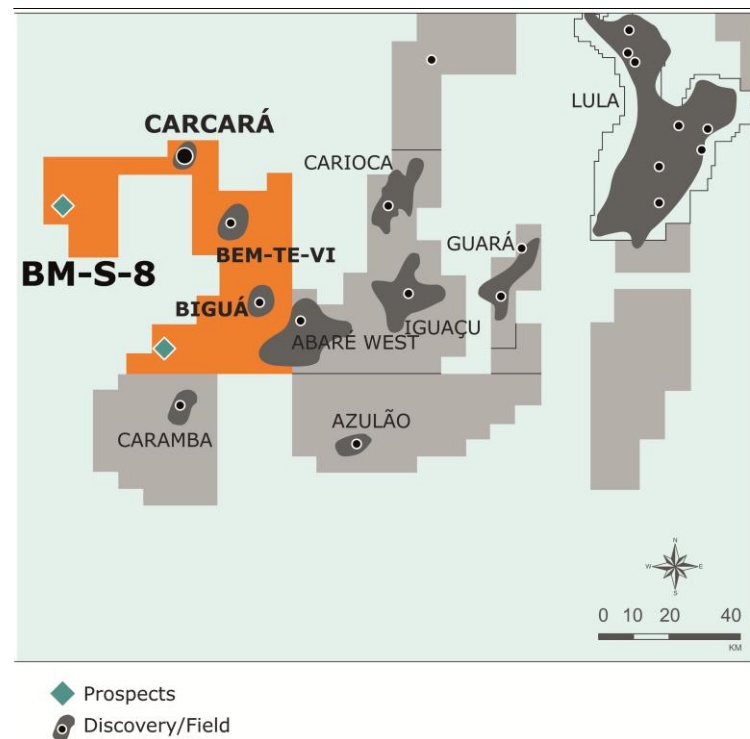 LULA
CARCARÁ
CARIOCA
GUARÁ
BEM-TE-VI
BM-S-8
BIGUÁ
IGUAÇU
ABARÉ WEST
AZULÃO
CARAMBA
N
W E
S
0 10 20 40
KM
Prospects
Discovery/Field